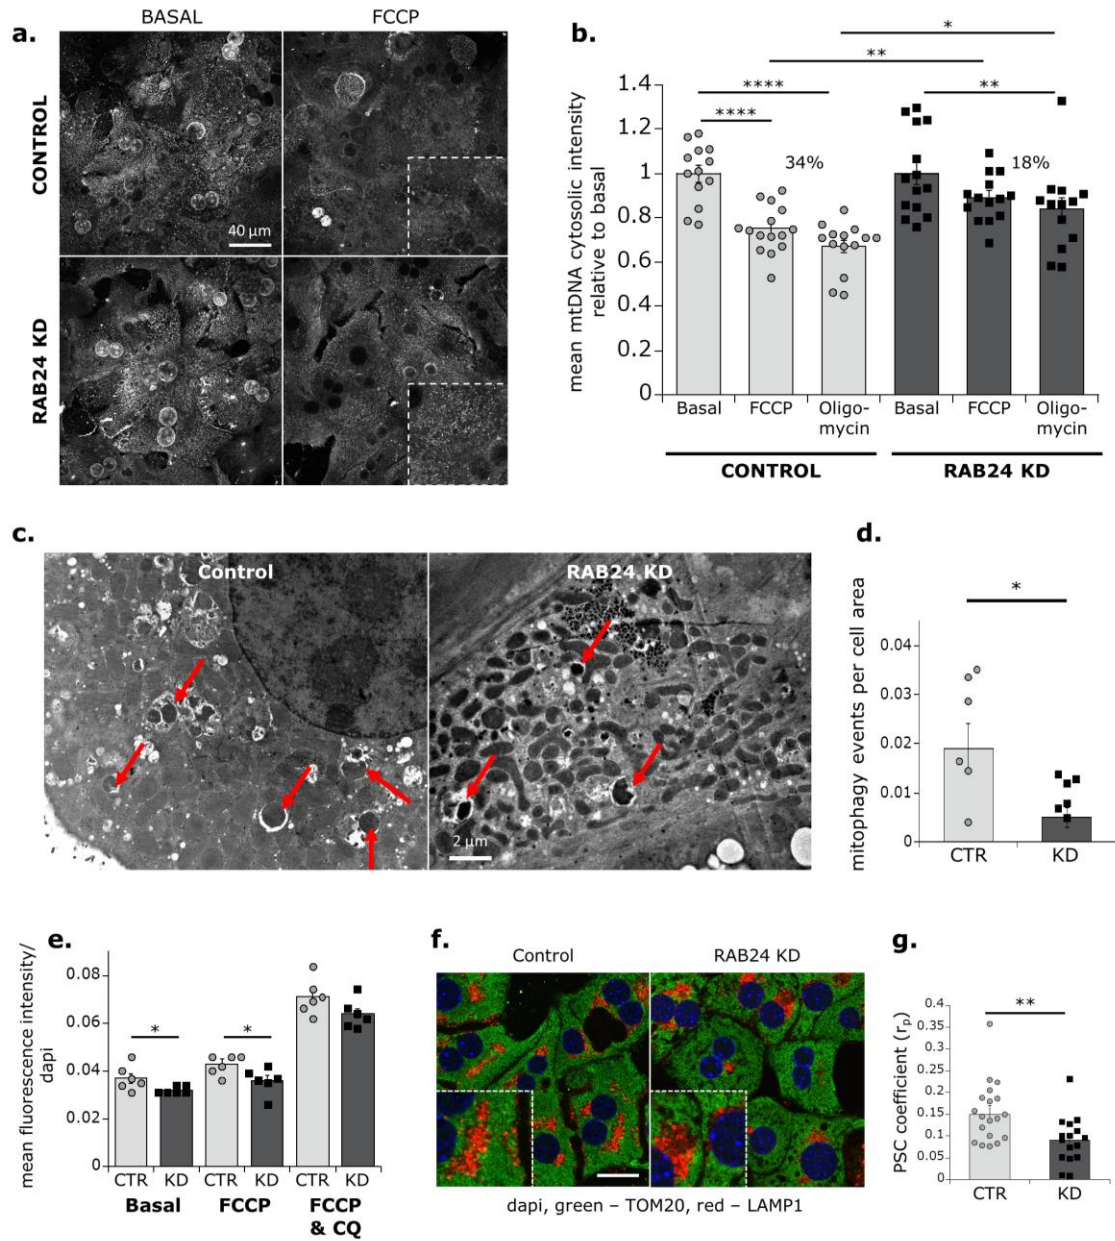 a.
BASAL
FCCP
CONTROL
RAB24 KD
40 µm
b.
mean mtDNA cytosolic intensity
relative to basal
1.4
1.2
1
0.8
0.6
0.4
0.2
0
*
**
****
**
****
34%
18%
Basal
FCCP
Oligo-
mycin
Basal
FCCP
Oligo-
mycin
CONTROL
RAB24 KD
c.
Control
RAB24 KD
2 µm
d.
mitophagy events per cell area
*
0.04
0.03
0.02
0.01
0
CTR
KD
e.
mean fluorescence intensity/
dapi
0.08
0.06
0.04
0.02
0
*
*
CTR KD CTR KD CTR KD
Basal
FCCP
FCCP
& CQ
f.
Control
RAB24 KD
dapi, green – TOM20, red – LAMP1
g.
PSC coefficient (rp)
**
0.4
0.35
0.3
0.25
0.2
0.15
0.1
0.05
0
CTR
KD